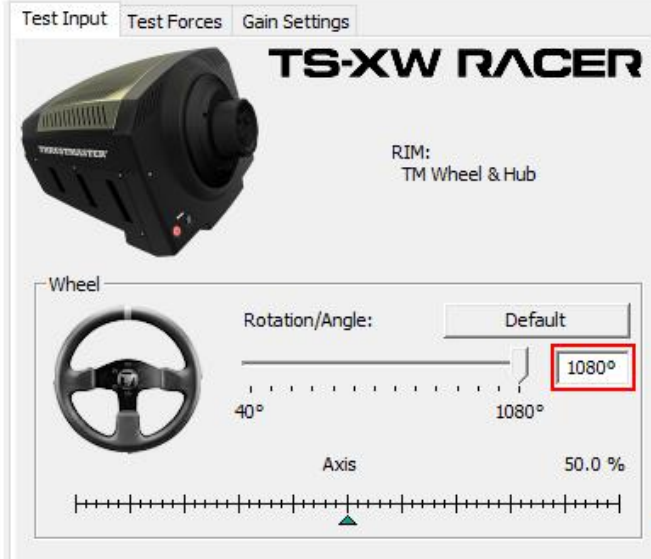 Test Input Test Forces Gain Settings
TS-XW RACER
THRUSTMASTER
RIM:
TM Wheel & Hub
Wheel
Rotation/Angle: Default
1080°
40° 1080°
Axis 50.0 %